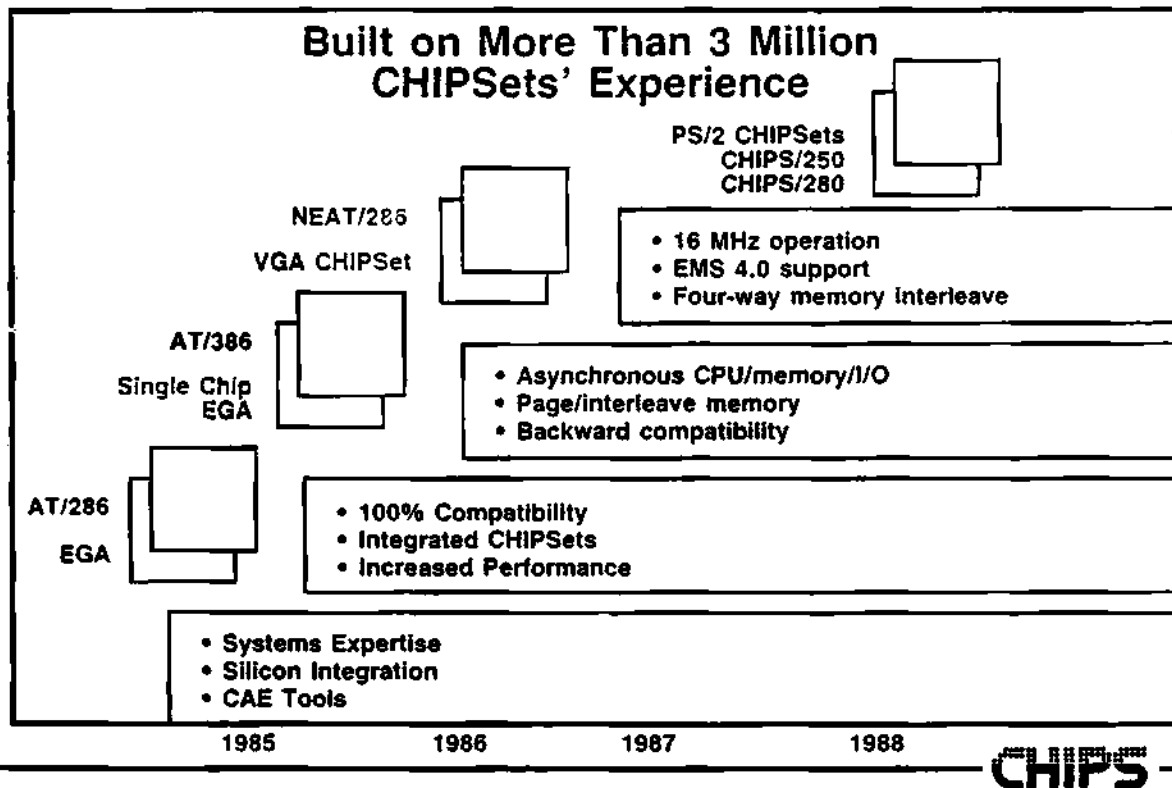 Built on More Than 3 Million
CHIPSets' Experience
PS/2 CHIPSets
CHIPS/250
CHIPS/280
NEAT/286
VGA CHIPSet
• 16 MHz operation
• EMS 4.0 support
• Four-way memory interleave
AT/386
Single Chip
EGA
• Asynchronous CPU/memory/I/O
• Page/interleave memory
• Backward compatibility
AT/286
EGA
• 100% Compatibility
• Integrated CHIPSets
• Increased Performance
• Systems Expertise
• Silicon Integration
• CAE Tools
1985 1986 1987 1988
CHIPS